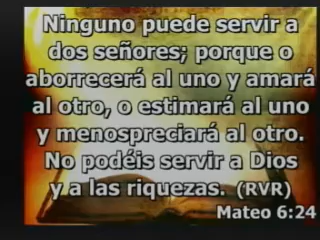 Ninguno puede servir a
dos señores; porque o
aborrecerá al uno y amará
al otro, o estimará al uno
y menospreciará al otro.
No podéis servir a Dios
y a las riquezas. (RVR)
Mateo 6:24